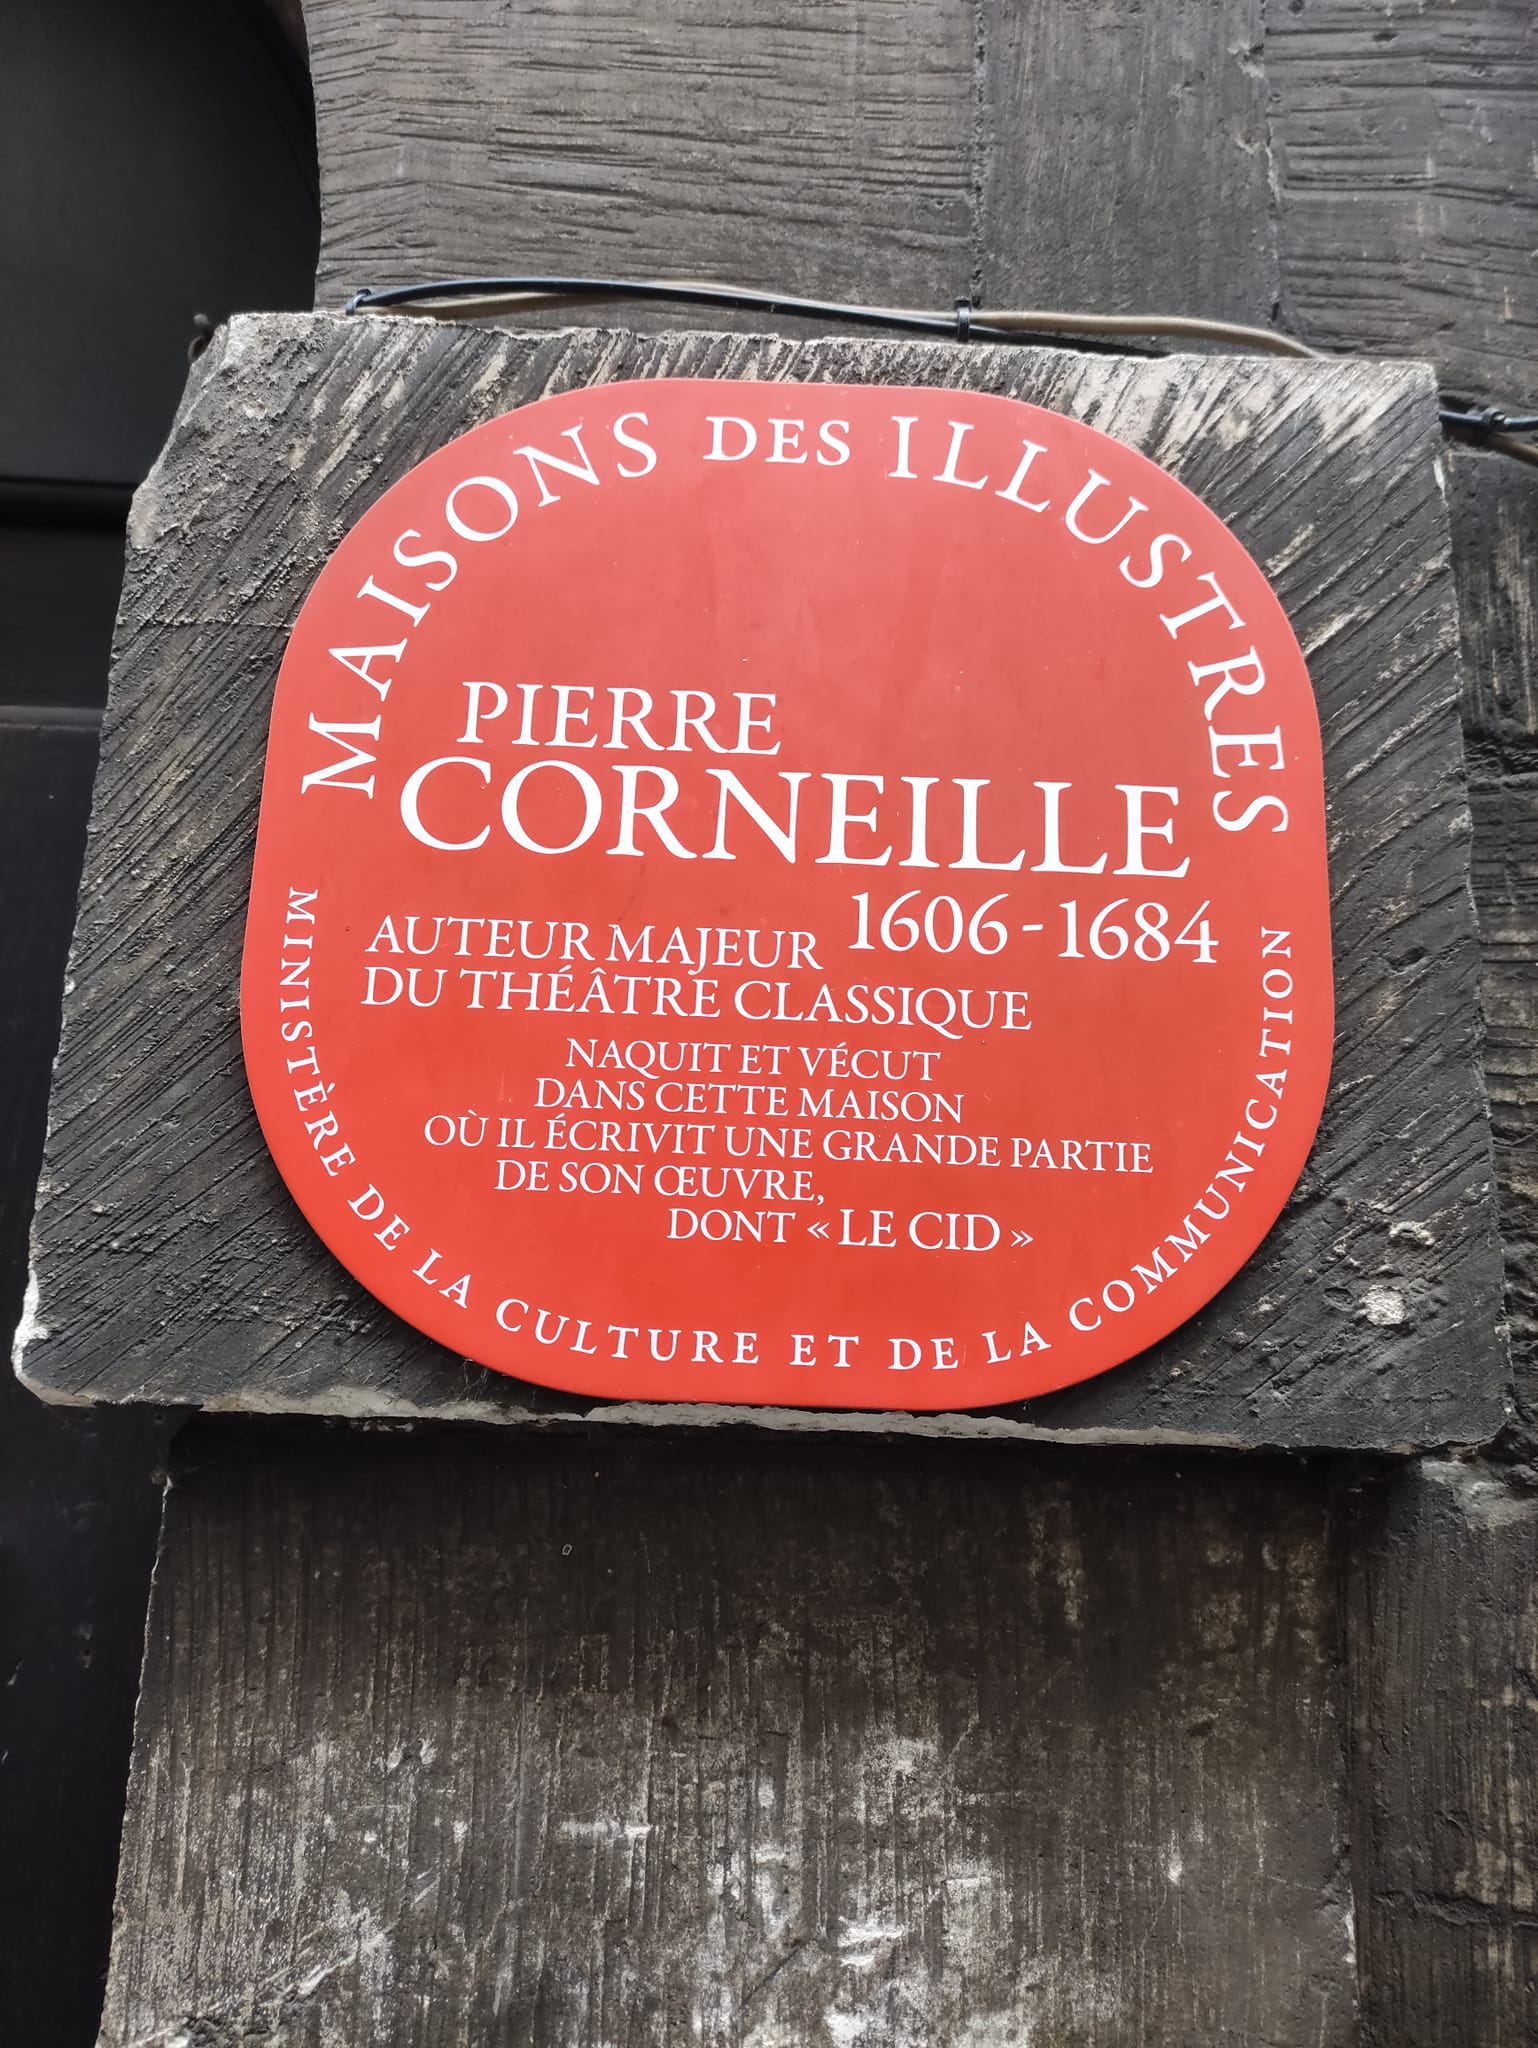 MAISONS DES ILLUSTRES
PIERRE
CORNEILLE
1606-1684
AUTEUR MAJEUR
DU THÉÂTRE CLASSIQUE
NAQUIT ET VÉCUT
DANS CETTE MAISON
OÙ IL ÉCRIVIT UNE GRANDE PARTIE
DE SON ŒUVRE,
DONT « LE CID »
MINISTÈRE DE LA CULTURE ET DE LA COMMUNICATION